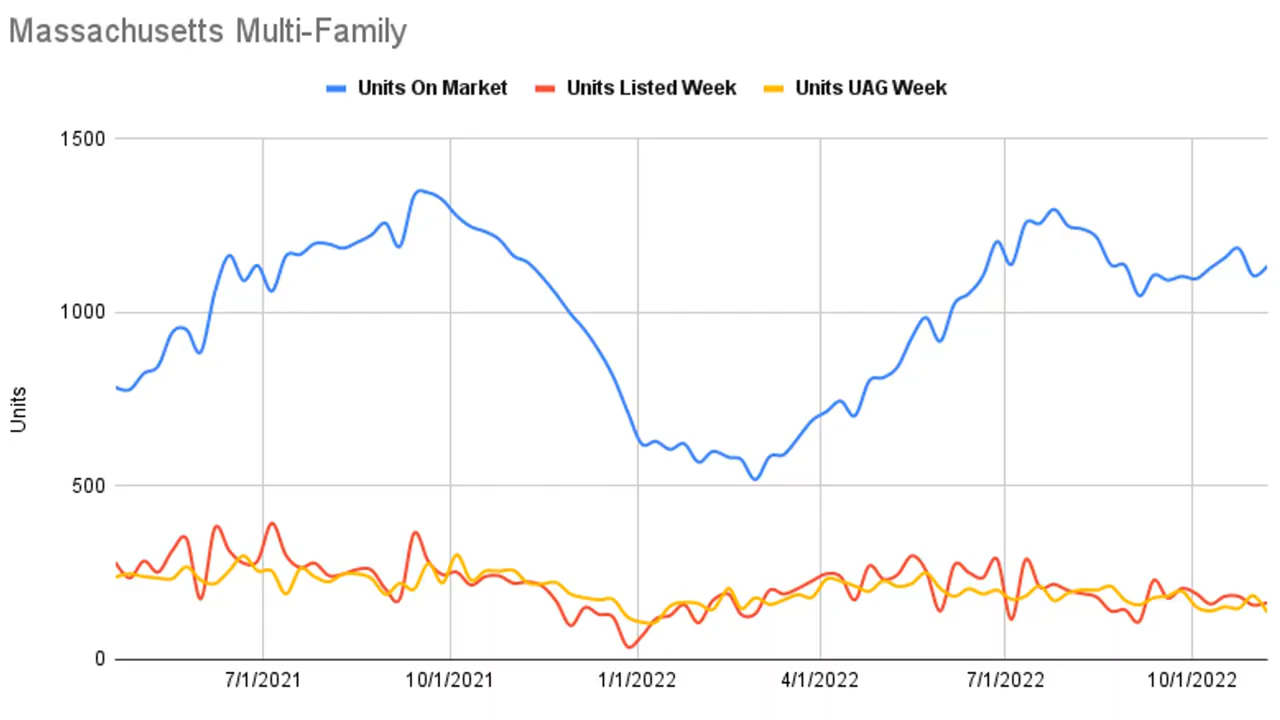 Massachusetts Multi-Family
Units On Market Units Listed Week Units UAG Week
1500
1000
500
0
Units
7/1/2021 10/1/2021 1/1/2022 4/1/2022 7/1/2022 10/1/2022